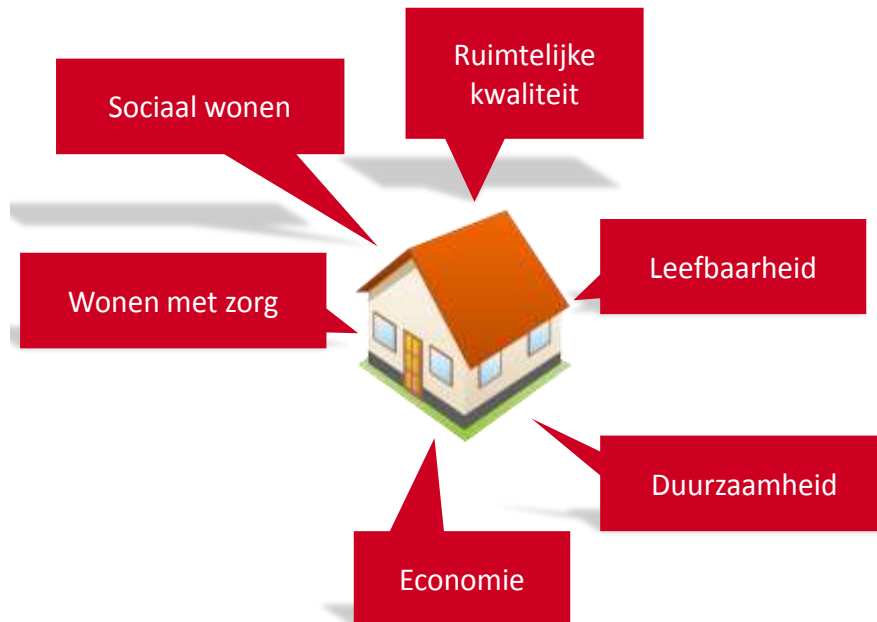 Ruimtelijke
kwaliteit
Sociaal wonen
Leefbaarheid
Wonen met zorg
Duurzaamheid
Economie